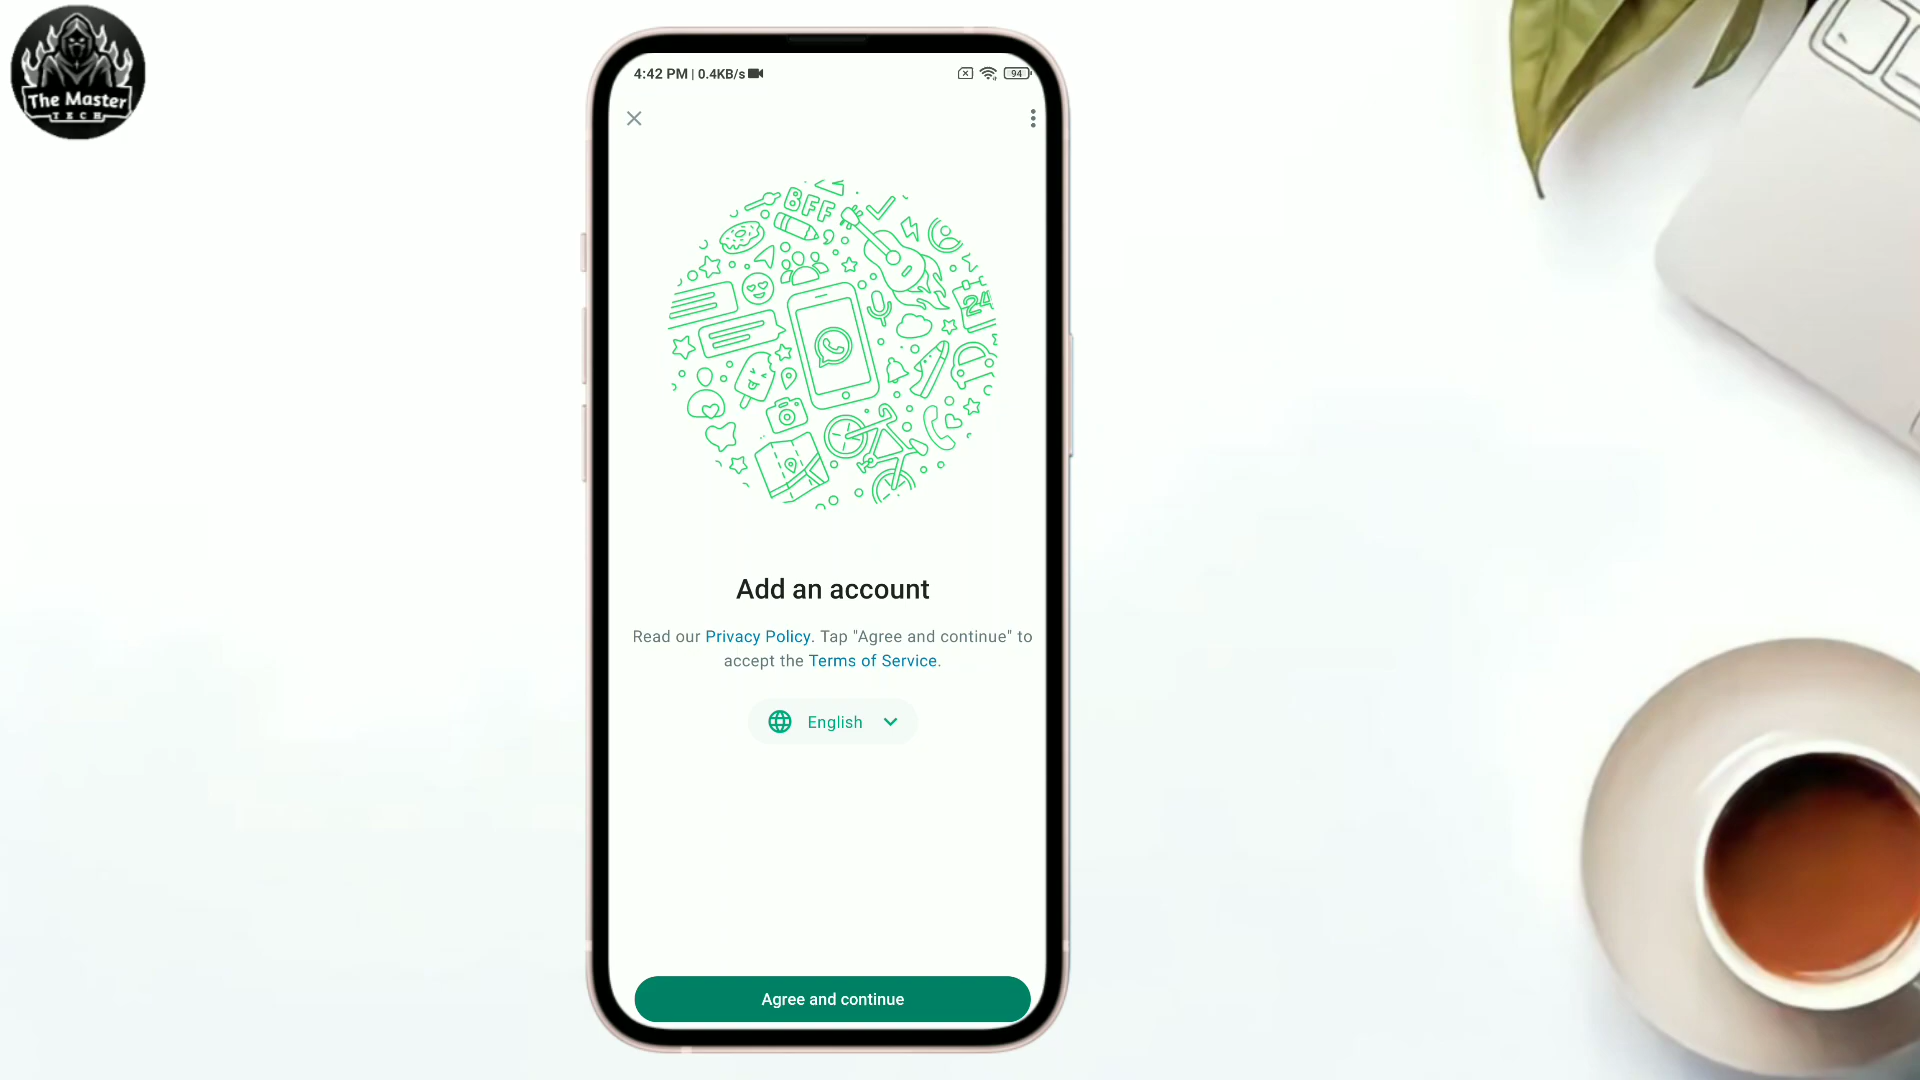 The Master
TECH
4:42 PM | 0.4KB/s
94
BFF
24
Add an account
Read our Privacy Policy. Tap "Agree and continue" to
accept the Terms of Service.
English
Agree and continue